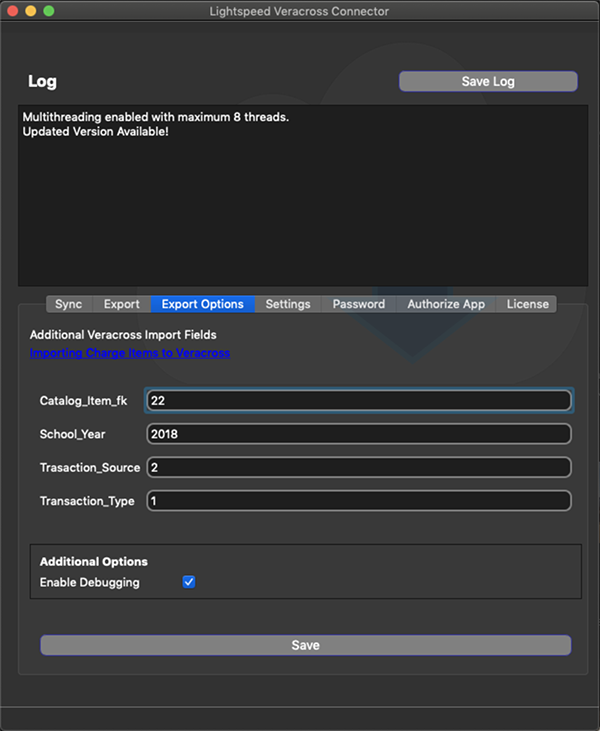 Lightspeed Veracross Connector
Log
Save Log
Multithreading enabled with maximum 8 threads.
Updated Version Available!
Sync Export Export Options Settings Password Authorize App License
Additional Veracross Import Fields
Importing Charge Items to Veracross
Catalog_Item_fk 22
School_Year 2018
Trasaction_Source 2
Transaction_Type 1
Additional Options
Enable Debugging
Save